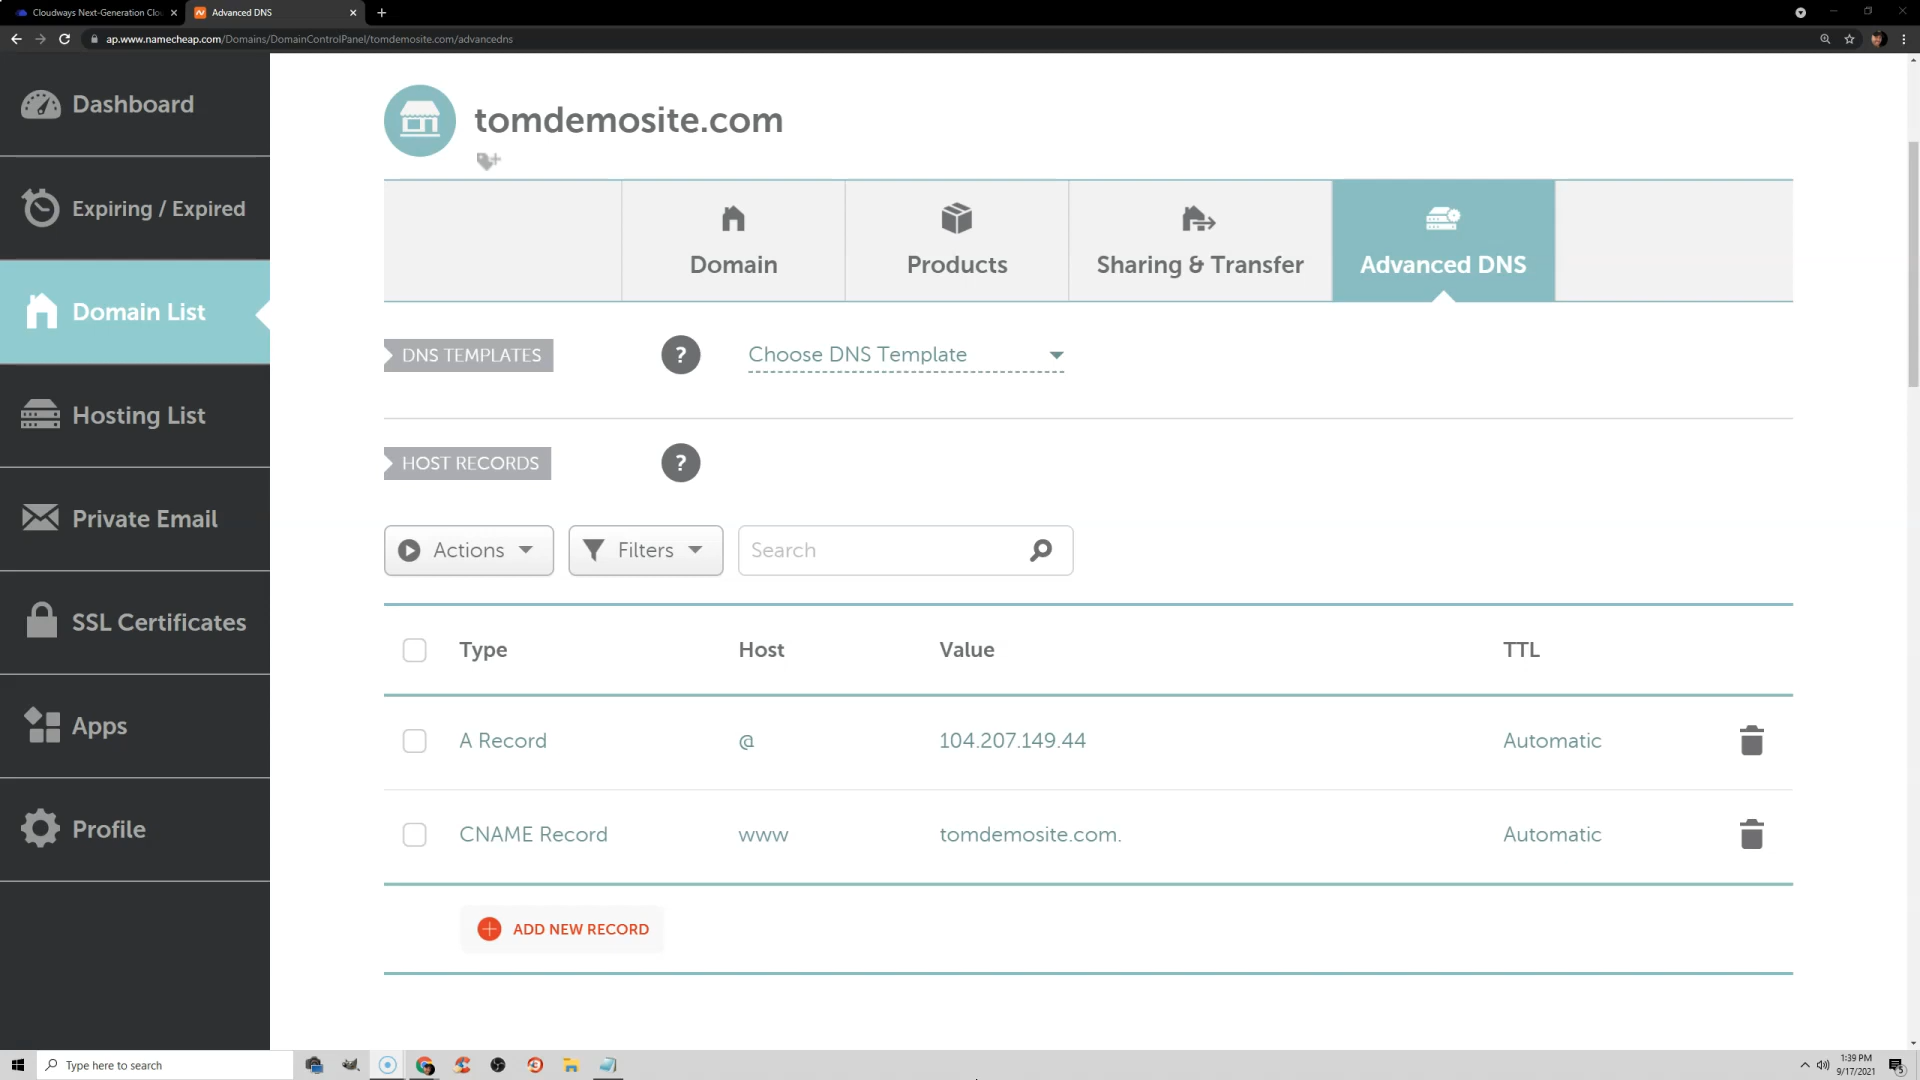 Cloudways Next-Generation Clo
Advanced DNS
ap.www.namecheap.com/Domains/DomainControlPanel/tomdemosite.com/advancedns
Dashboard
Expiring / Expired
Domain List
Hosting List
Private Email
SSL Certificates
Apps
Profile
tomdemosite.com
Domain
Products
Sharing & Transfer
Advanced DNS
DNS TEMPLATES
?
Choose DNS Template
HOST RECORDS
?
Actions
Filters
Search
Type Host Value TTL
A Record @ 104.207.149.44 Automatic
CNAME Record www tomdemosite.com. Automatic
ADD NEW RECORD
Type here to search
1:39 PM
9/17/2021
5